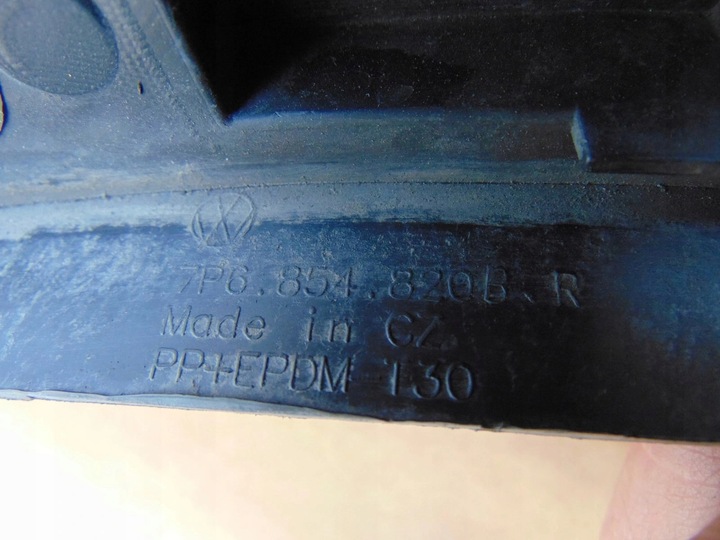 7P6.854.820B.R
Made in CZ
PP+EPDM T30